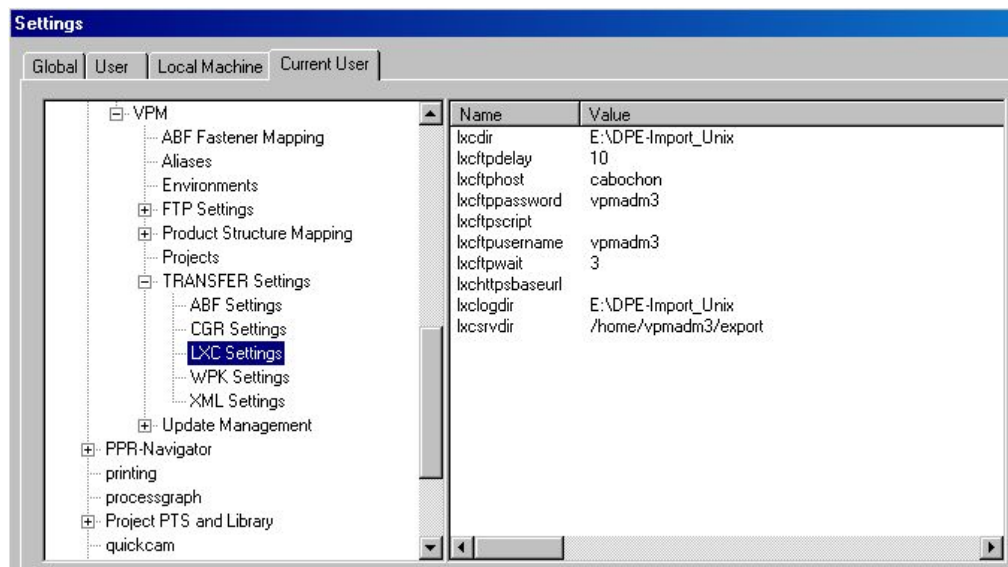 Settings
Global User Local Machine Current User
VPM
ABF Fastener Mapping
Aliases
Environments
FTP Settings
Product Structure Mapping
Projects
TRANSFER Settings
ABF Settings
CGR Settings
LXC Settings
WPK Settings
XML Settings
Update Management
PPR-Navigator
printing
processgraph
Project PTS and Library
quickcam
Name Value
lxcdir E:\DPE-Import_Unix
lxcftpdelay 10
lxcftphost cabochon
lxcftppassword vpmadm3
lxcftpscript
lxcftpusername vpmadm3
lxcftpwait 3
lxchttpsbaseurl
lxclogdir E:\DPE-Import_Unix
lxcsrvdir /home/vpmadm3/export